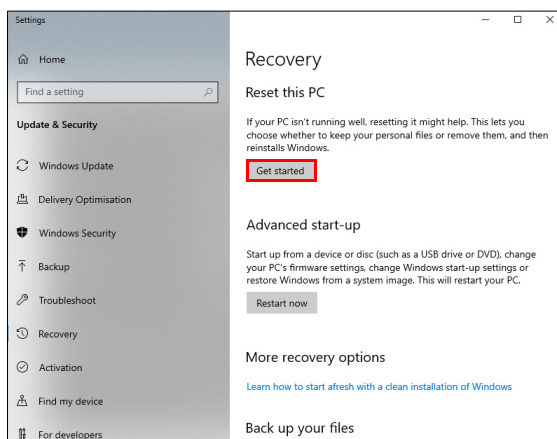 Settings
Home
Find a setting
Update & Security
Windows Update
Delivery Optimisation
Windows Security
Backup
Troubleshoot
Recovery
Activation
Find my device
For developers
Recovery
Reset this PC
If your PC isn't running well, resetting it might help. This lets you
choose whether to keep your personal files or remove them, and then
reinstalls Windows.
Get started
Advanced start-up
Start up from a device or disc (such as a USB drive or DVD), change
your PC's firmware settings, change Windows start-up settings or
restore Windows from a system image. This will restart your PC.
Restart now
More recovery options
Learn how to start afresh with a clean installation of Windows
Back up your files